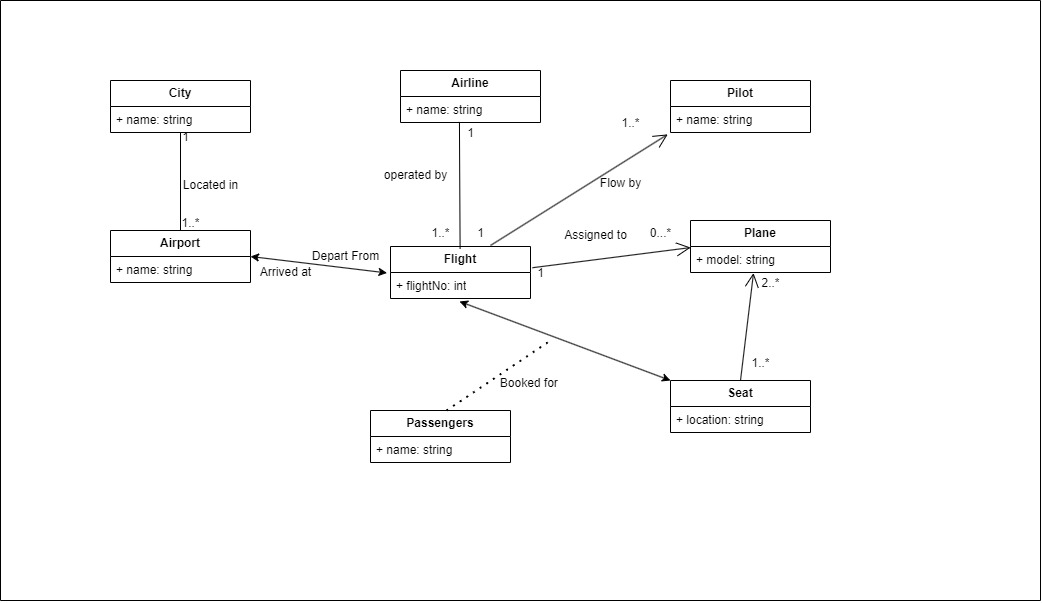 City
+ name: string
1
Located in
1..*
Airport
+ name: string
Airline
+ name: string
1
operated by
1..*
1
Pilot
+ name: string
1..*
Flow by
Depart From
Arrived at
Flight
+ flightNo: int
1
Assigned to
0...*
Plane
+ model: string
2..*
1..*
Seat
+ location: string
Booked for
Passengers
+ name: string